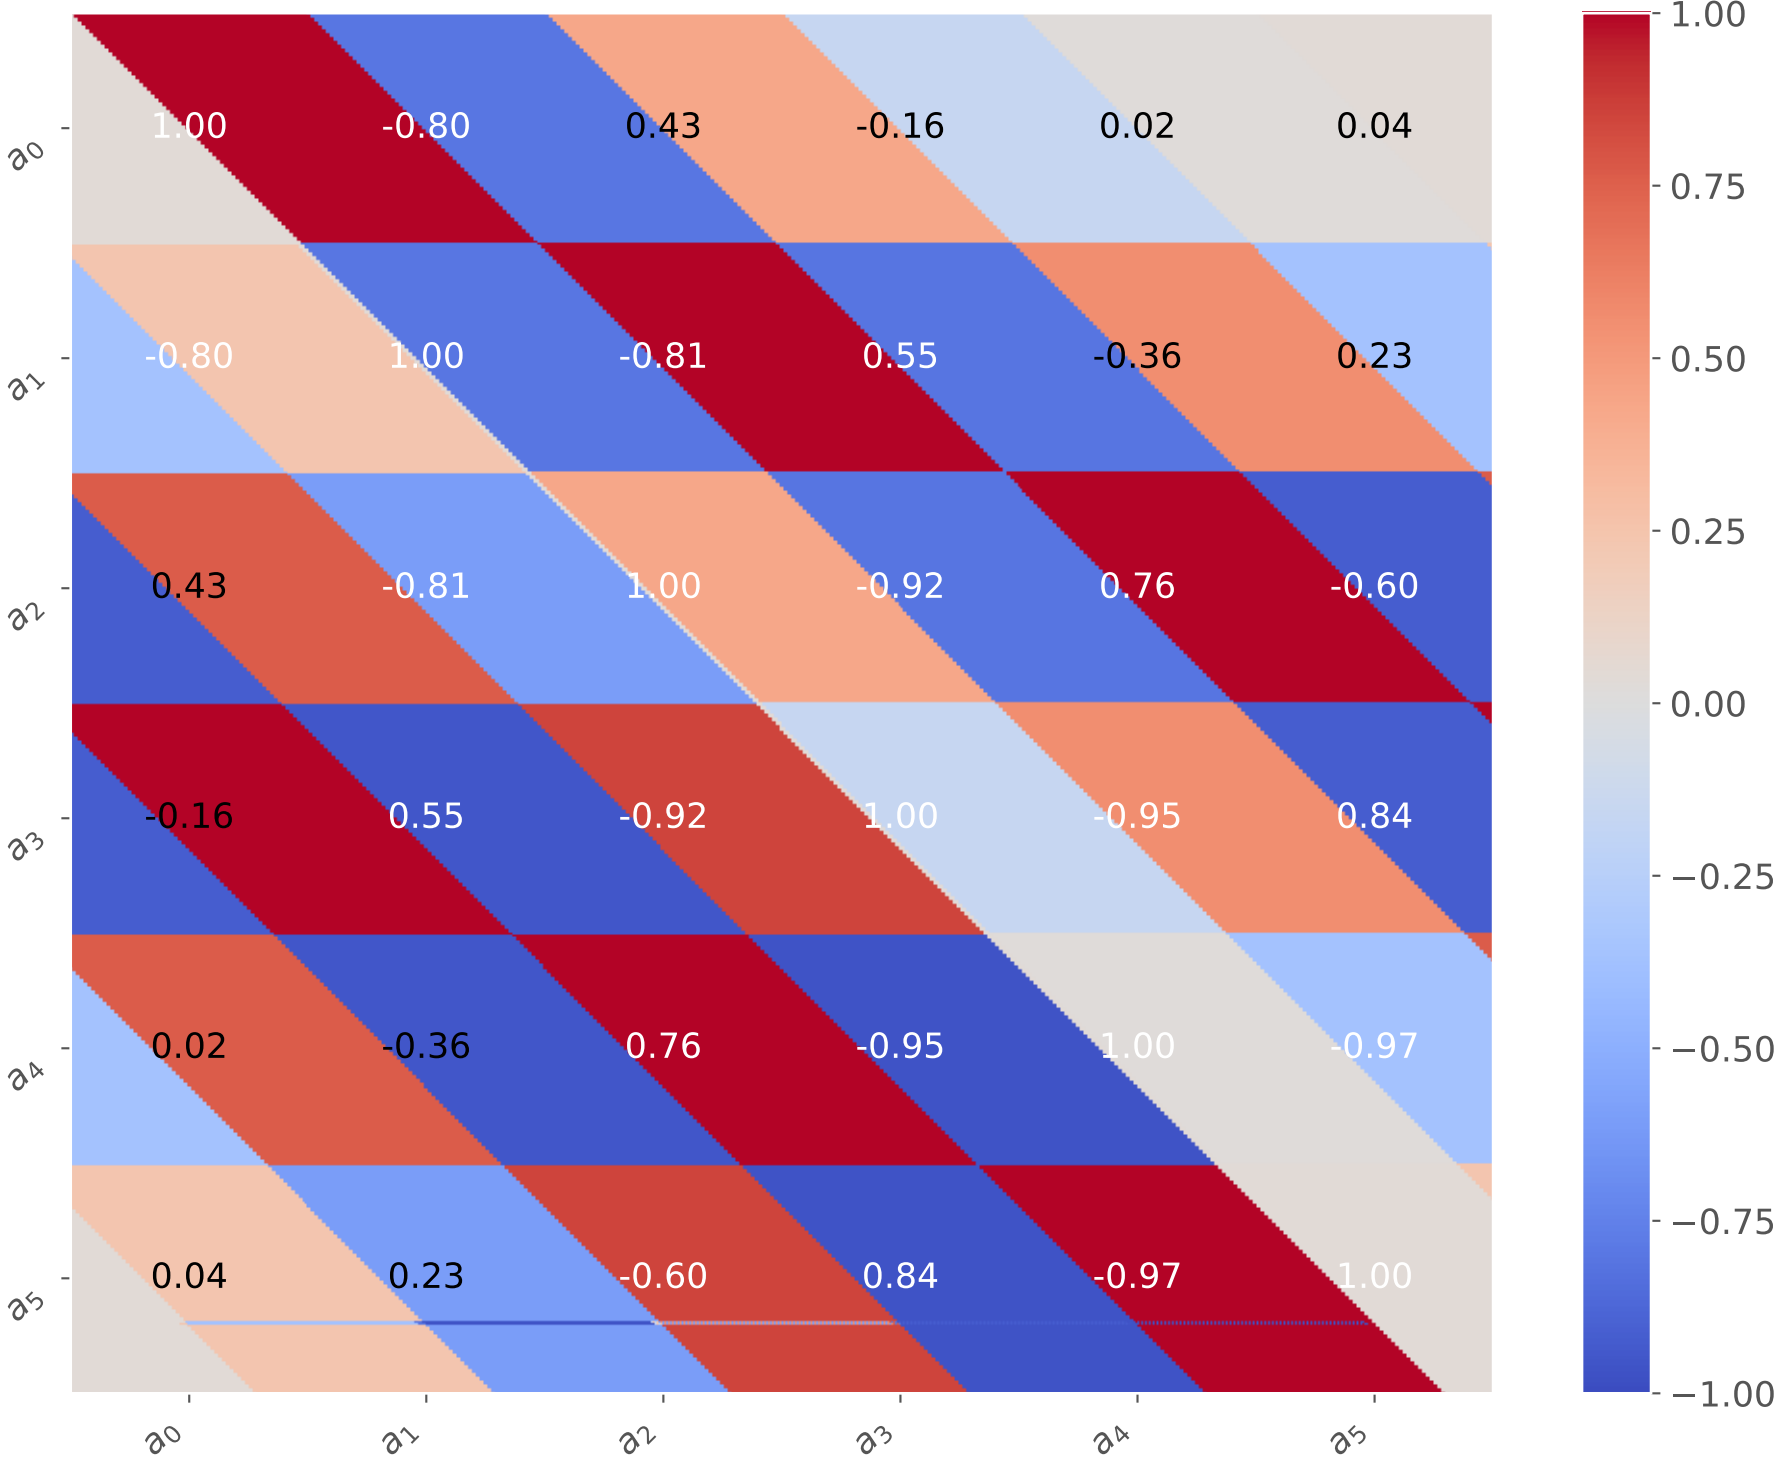 1.00
a₀ 1.00 -0.80 0.43 -0.16 0.02 0.04
0.75
a₁ -0.80 1.00 -0.81 0.55 -0.36 0.23
0.50
0.25
a₂ 0.43 -0.81 1.00 -0.92 0.76 -0.60
0.00
a₃ -0.16 0.55 -0.92 1.00 -0.95 0.84
−0.25
a₄ 0.02 -0.36 0.76 -0.95 1.00 -0.97
−0.50
−0.75
a₅ 0.04 0.23 -0.60 0.84 -0.97 1.00
−1.00
a₀ a₁ a₂ a₃ a₄ a₅